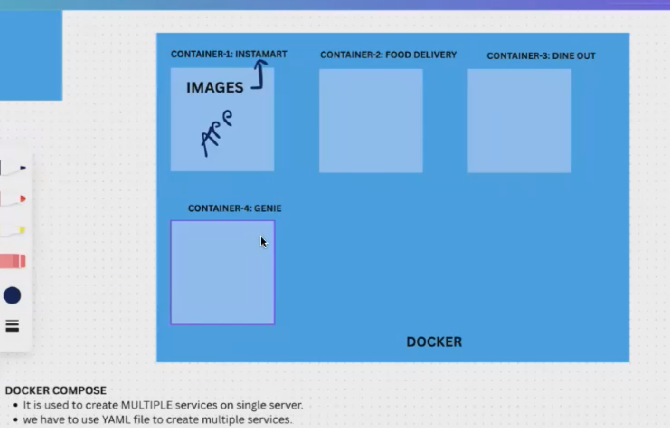 CONTAINER-1: INSTAMART
CONTAINER-2: FOOD DELIVERY
CONTAINER-3: DINE OUT
IMAGES
APP
CONTAINER-4: GENIE
DOCKER
DOCKER COMPOSE
• It is used to create MULTIPLE services on single server.
• we have to use YAML file to create multiple services.